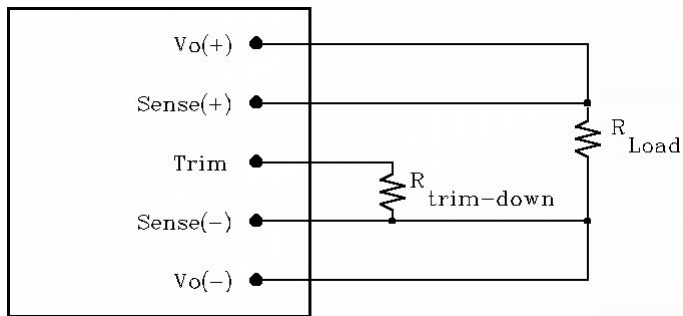 Vo(+)
Sense(+)
R
Load
Trim
R
trim-down
Sense(-)
Vo(-)